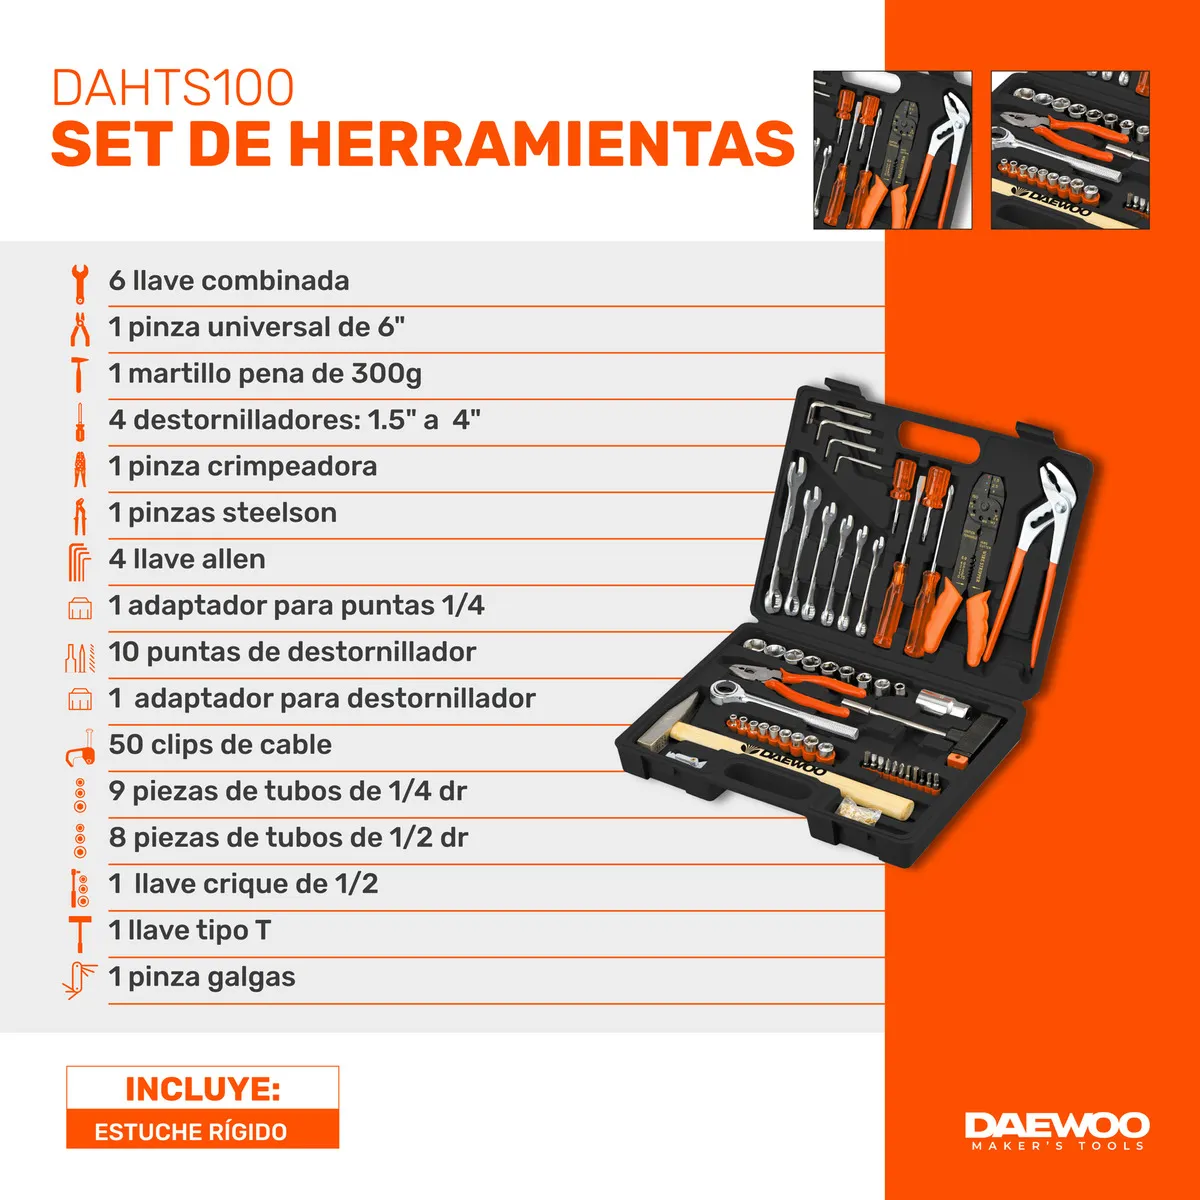 DAHTS100
SET DE HERRAMIENTAS
DAEWOO
6 llave combinada
1 pinza universal de 6"
1 martillo pena de 300g
4 destornilladores: 1.5" a 4"
1 pinza crimpeadora
1 pinzas steelson
4 llave allen
1 adaptador para puntas 1/4
10 puntas de destornillador
1 adaptador para destornillador
50 clips de cable
9 piezas de tubos de 1/4 dr
8 piezas de tubos de 1/2 dr
1 llave crique de 1/2
1 llave tipo T
1 pinza galgas
DAEWOO
INCLUYE:
ESTUCHE RÍGIDO
DAEWOO
MAKER'S TOOLS